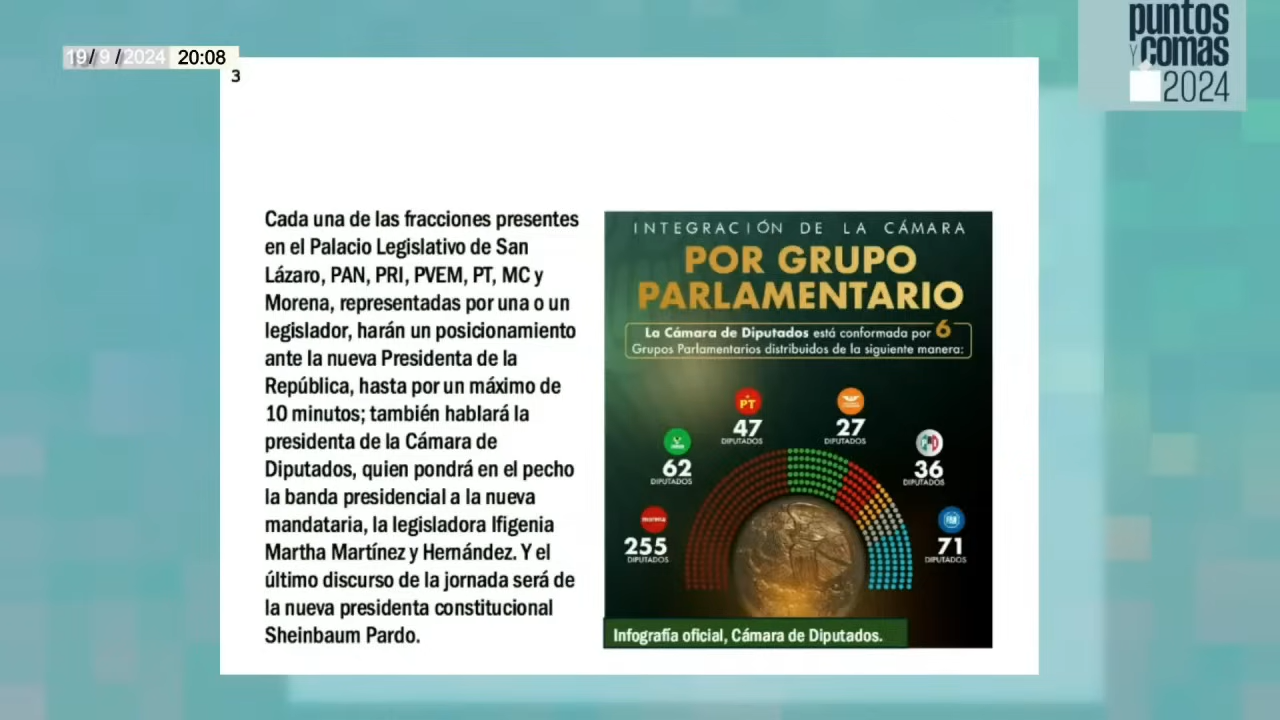 19/ 9 /2024 20:08
puntos
y comas
2024
3
Cada una de las fracciones presentes
en el Palacio Legislativo de San
Lázaro, PAN, PRI, PVEM, PT, MC y
Morena, representadas por una o un
legislador, harán un posicionamiento
ante la nueva Presidenta de la
República, hasta por un máximo de
10 minutos; también hablará la
presidenta de la Cámara de
Diputados, quien pondrá en el pecho
la banda presidencial a la nueva
mandataria, la legisladora Ifigenia
Martha Martínez y Hernández. Y el
último discurso de la jornada será de
la nueva presidenta constitucional
Sheinbaum Pardo.
INTEGRACIÓN DE LA CÁMARA
POR GRUPO
PARLAMENTARIO
La Cámara de Diputados está conformada por 6
Grupos Parlamentarios distribuidos de la siguiente manera:
PT
47
DIPUTADOS
27
DIPUTADOS
62
DIPUTADOS
PRI
36
DIPUTADOS
morena
255
DIPUTADOS
PAN
71
DIPUTADOS
Infografía oficial, Cámara de Diputados.